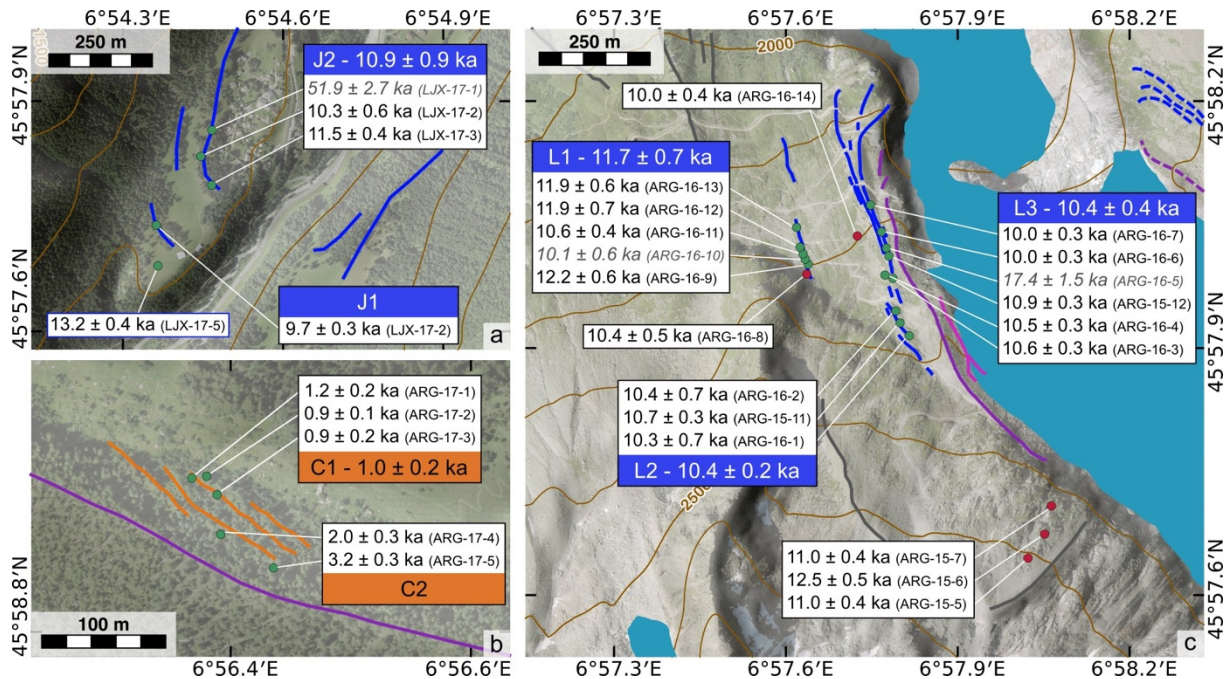 6°54.3'E
6°54.6'E
6°54.9'E
6°57.3'E
6°57.6'E
6°57.9'E
6°58.2'E
250 m
1500
45°57.9'N
45°57.6'N
J2 - 10.9 ± 0.9 ka
51.9 ± 2.7 ka (LJX-17-1)
10.3 ± 0.6 ka (LJX-17-2)
11.5 ± 0.4 ka (LJX-17-3)
J1
9.7 ± 0.3 ka (LJX-17-2)
13.2 ± 0.4 ka (LJX-17-5)
a
1.2 ± 0.2 ka (ARG-17-1)
0.9 ± 0.1 ka (ARG-17-2)
0.9 ± 0.2 ka (ARG-17-3)
C1 - 1.0 ± 0.2 ka
2.0 ± 0.3 ka (ARG-17-4)
3.2 ± 0.3 ka (ARG-17-5)
C2
45°58.8'N
100 m
b
6°56.4'E
6°56.6'E
250 m
2000
10.0 ± 0.4 ka (ARG-16-14)
L1 - 11.7 ± 0.7 ka
11.9 ± 0.6 ka (ARG-16-13)
11.9 ± 0.7 ka (ARG-16-12)
10.6 ± 0.4 ka (ARG-16-11)
10.1 ± 0.6 ka (ARG-16-10)
12.2 ± 0.6 ka (ARG-16-9)
10.4 ± 0.5 ka (ARG-16-8)
L3 - 10.4 ± 0.4 ka
10.0 ± 0.3 ka (ARG-16-7)
10.0 ± 0.3 ka (ARG-16-6)
17.4 ± 1.5 ka (ARG-16-5)
10.9 ± 0.3 ka (ARG-15-12)
10.5 ± 0.3 ka (ARG-16-4)
10.6 ± 0.3 ka (ARG-16-3)
10.4 ± 0.7 ka (ARG-16-2)
10.7 ± 0.3 ka (ARG-15-11)
10.3 ± 0.7 ka (ARG-16-1)
L2 - 10.4 ± 0.2 ka
2500
11.0 ± 0.4 ka (ARG-15-7)
12.5 ± 0.5 ka (ARG-15-6)
11.0 ± 0.4 ka (ARG-15-5)
c
45°58.2'N
45°57.9'N
45°57.6'N
6°57.3'E
6°57.6'E
6°57.9'E
6°58.2'E